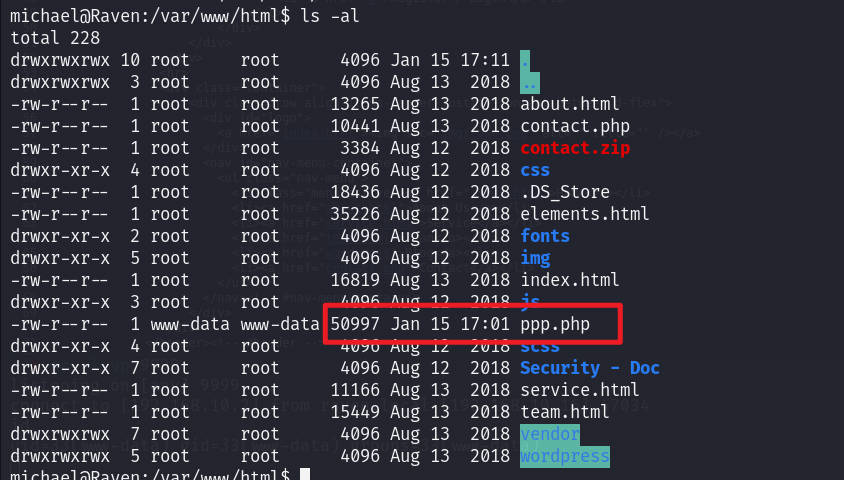 michael@Raven:/var/www/html$ ls -al
total 228
drwxrwxrwx 10 root     root      4096 Jan 15 17:11 .
drwxrwxrwx  3 root     root      4096 Aug 13  2018 ..
-rw-r--r--  1 root     root     13265 Aug 13  2018 about.html
-rw-r--r--  1 root     root     10441 Aug 13  2018 contact.php
-rw-r--r--  1 root     root      3384 Aug 12  2018 contact.zip
drwxr-xr-x  4 root     root      4096 Aug 12  2018 css
-rw-r--r--  1 root     root     18436 Aug 12  2018 .DS_Store
-rw-r--r--  1 root     root     35226 Aug 12  2018 elements.html
drwxr-xr-x  2 root     root      4096 Aug 12  2018 fonts
drwxr-xr-x  5 root     root      4096 Aug 12  2018 img
-rw-r--r--  1 root     root     16819 Aug 13  2018 index.html
drwxr-xr-x  3 root     root      4096 Aug 12  2018 js
-rw-r--r--  1 www-data www-data 50997 Jan 15 17:01 ppp.php
drwxr-xr-x  4 root     root      4096 Aug 12  2018 scss
drwxr-xr-x  7 root     root      4096 Aug 12  2018 Security - Doc
-rw-r--r--  1 root     root     11166 Aug 13  2018 service.html
-rw-r--r--  1 root     root     15449 Aug 13  2018 team.html
drwxrwxrwx  7 root     root      4096 Aug 13  2018 vendor
drwxrwxrwx  5 root     root      4096 Aug 13  2018 wordpress
michael@Raven:/var/www/html$